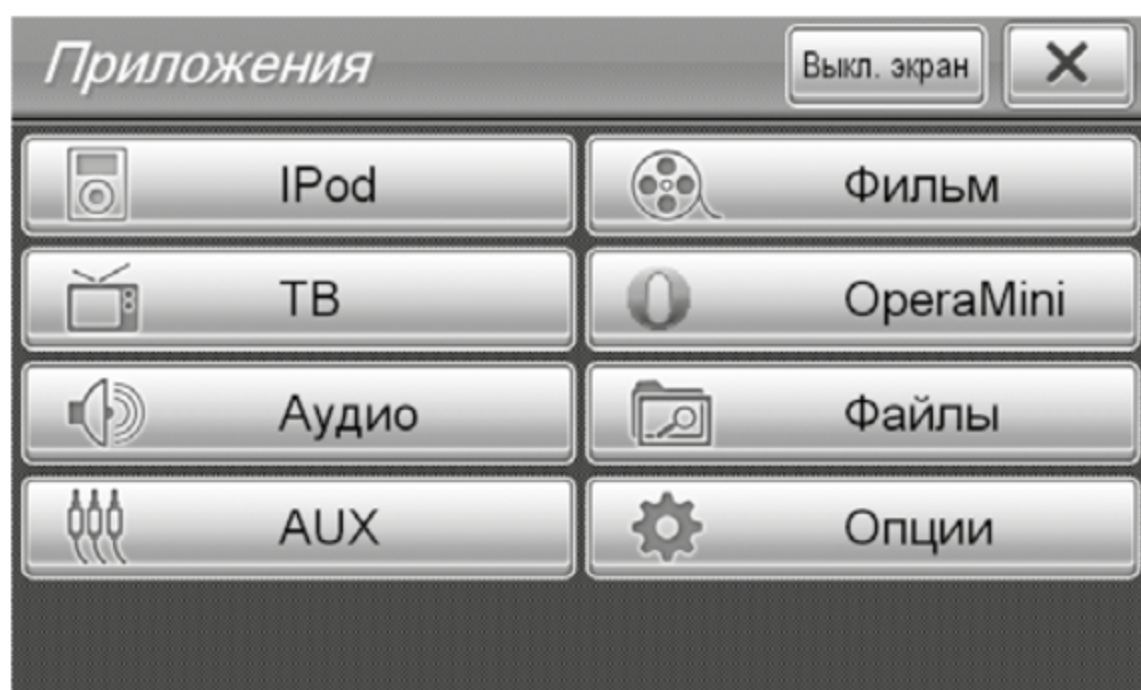 Приложения
Выкл. экран
IPod
Фильм
ТВ
OperaMini
Аудио
Файлы
AUX
Опции